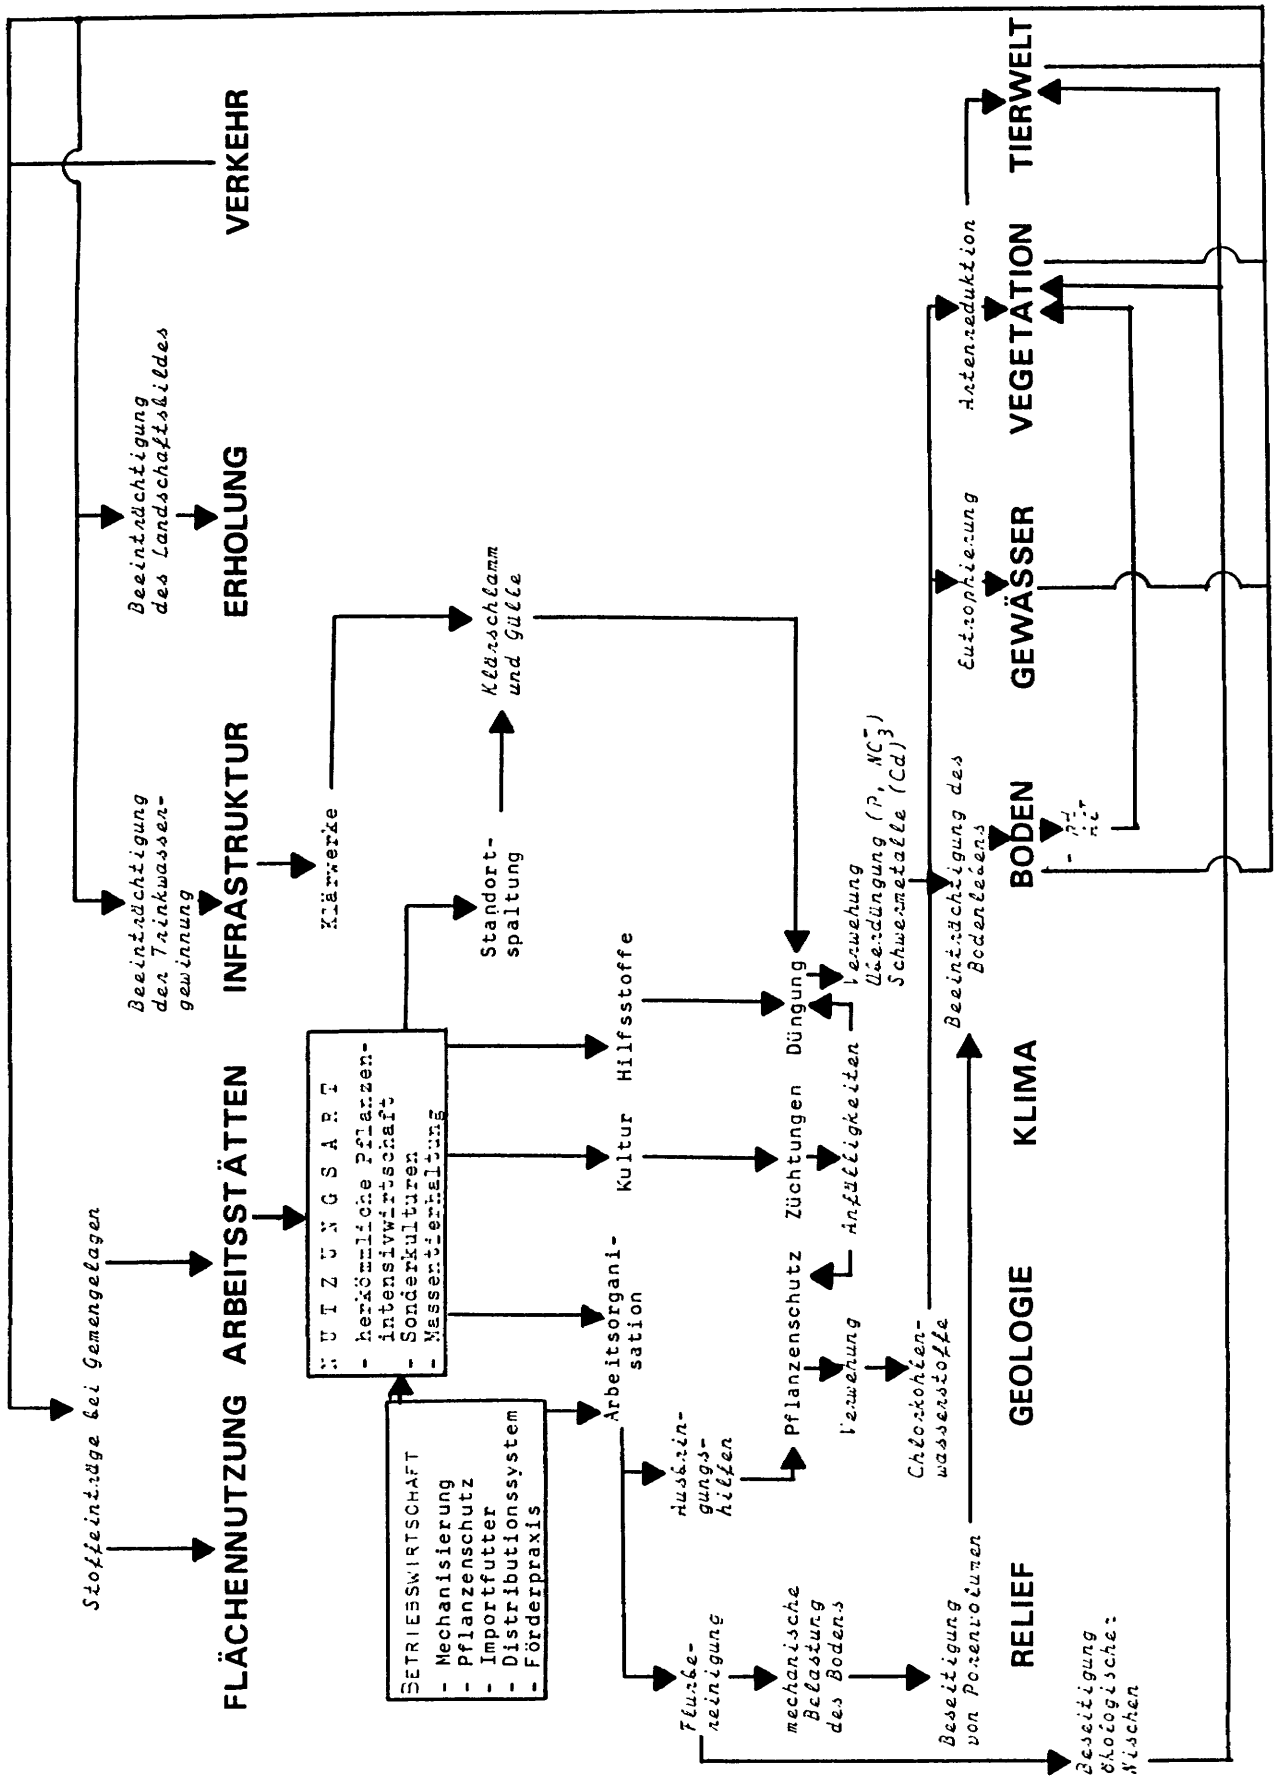 Stoffeinträge bei Gemengelagen
Beeinträchtigung
der Trinkwasser-
gewinnung
Beeinträchtigung
des Landschaftsbildes
FLÄCHENNUTZUNG
ARBEITSSTÄTTEN
INFRASTRUKTUR
ERHOLUNG
VERKEHR
NUTZUNGSART
- herkömmliche Pflanzen-
intensivwirtschaft
- Sonderkulturen
- Massentierhaltung
Klärwerke
BETRIEBSWIRTSCHAFT
- Mechanisierung
- Pflanzenschutz
- Importfutter
- Distributionssystem
- Förderpraxis
Standort-
spaltung
Klärschlamm
und Gülle
Arbeitsorgani-
sation
Kultur
Hilfsstoffe
Flurbe-
reinigung
Ausbrin-
gungs-
hilfen
mechanische
Belastung
des Bodens
Pflanzenschutz
Züchtungen
Düngung
Verwehung
Anfälligkeiten
Verwehung
Überdüngung (P, NO₃⁻)
Schwermetalle (Cd)
Chlorkohlen-
wasserstoffe
Beseitigung
von Porenvolumen
Beeinträchtigung des
Bodenlebens
Eutrophierung
Artenreduktion
RELIEF
GEOLOGIE
KLIMA
BODEN
GEWÄSSER
VEGETATION
TIERWELT
Beseitigung
ökologischer
Nischen